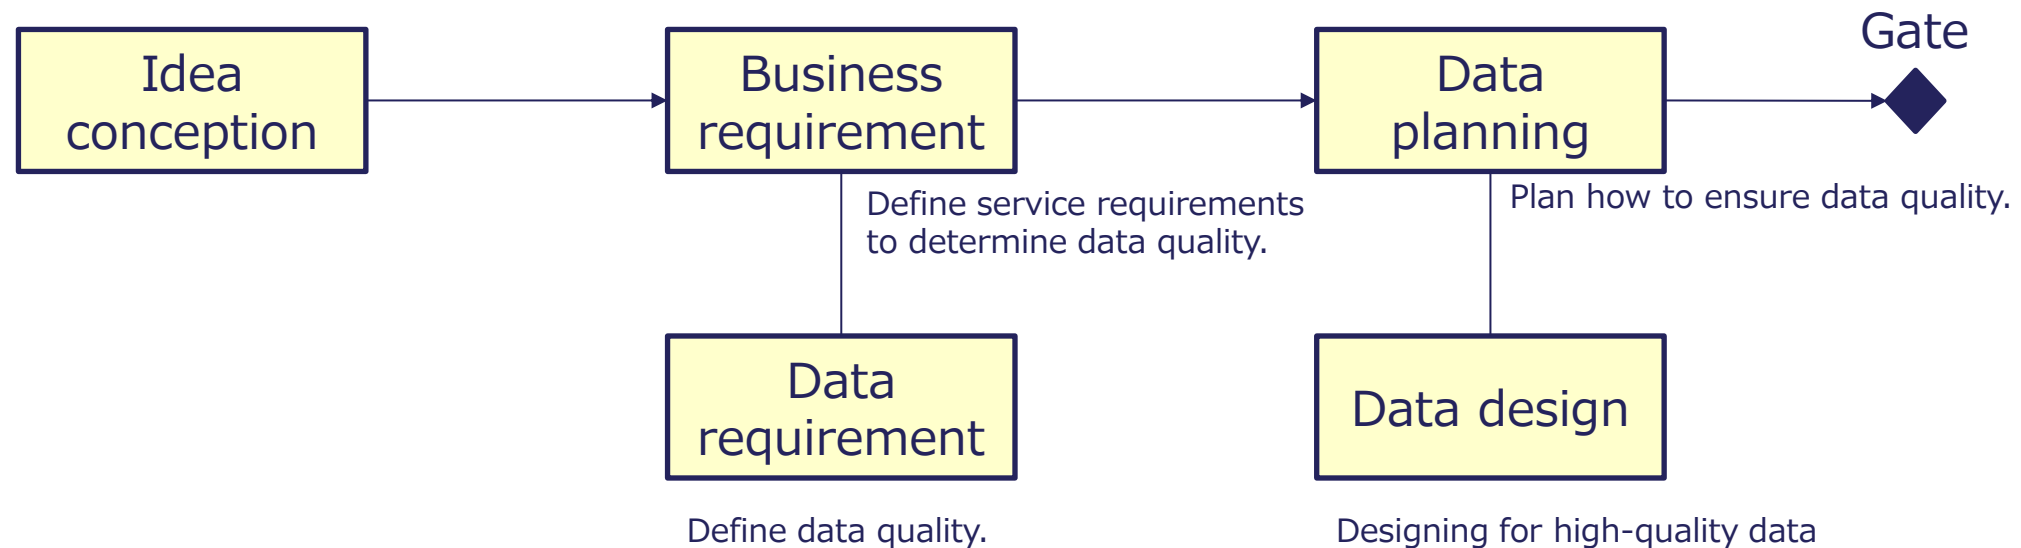 Idea
conception
Business
requirement
Data
planning
Gate
Define service requirements
to determine data quality.
Plan how to ensure data quality.
Data
requirement
Data design
Define data quality.
Designing for high-quality data